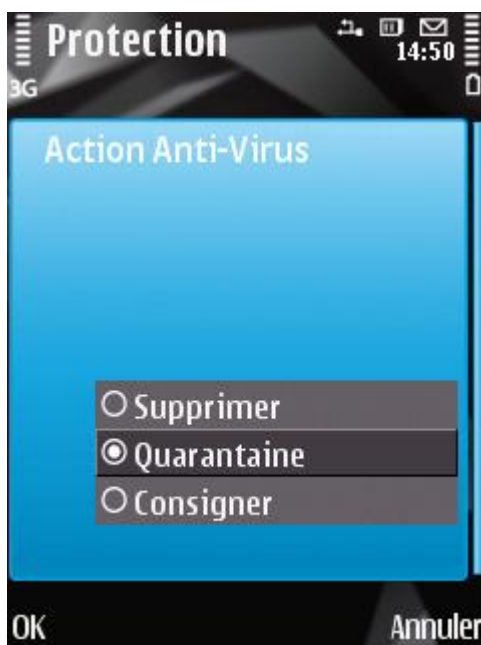 Protection
14:50
3G
Action Anti-Virus
Supprimer
Quarantaine
Consigner
OK Annuler